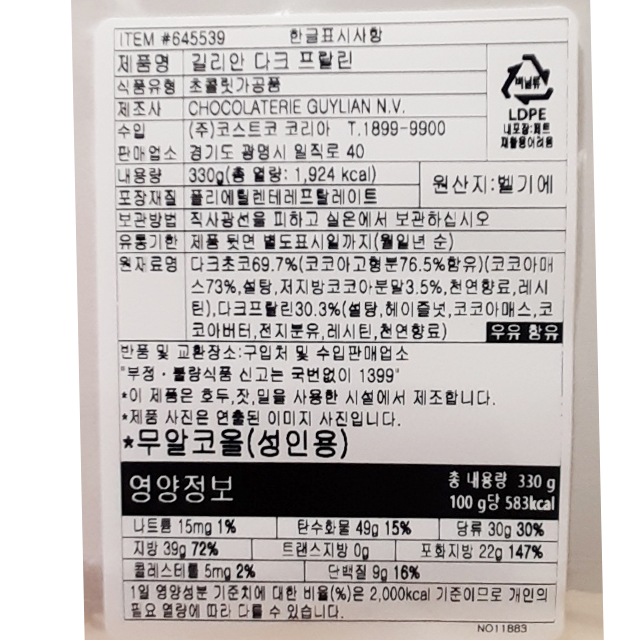 ITEM #645539 한글표시사항
제품명 길리안 다크 프랄린
식품유형 초콜릿가공품
제조사 CHOCOLATERIE GUYLIAN N.V.
수입 (주)코스트코 코리아 T.1899-9900
판매업소 경기도 광명시 일직로 40
비닐류
LDPE
내포장:페트
재활용어려움
내용량 330g(총 열량: 1,924 kcal)
포장재질 폴리에틸렌테레프탈레이트
원산지:벨기에
보관방법 직사광선을 피하고 실온에서 보관하십시오
유통기한 제품 뒷면 별도표시일까지(월일년 순)
원재료명 다크초코69.7%(코코아고형분76.5%함유)(코코아매
스73%,설탕,저지방코코아분말3.5%,천연향료,레시
틴),다크프랄린30.3%(설탕,헤이즐넛,코코아매스,코
코아버터,전지분유,레시틴,천연향료) 우유 함유
반품 및 교환장소:구입처 및 수입판매업소
"부정·불량식품 신고는 국번없이 1399"
*이 제품은 호두,잣,밀을 사용한 시설에서 제조합니다.
*제품 사진은 연출된 이미지 사진입니다.
*무알코올(성인용)
영양정보 총 내용량 330 g
100 g당 583kcal
나트륨 15mg 1% 탄수화물 49g 15% 당류 30g 30%
지방 39g 72% 트랜스지방 0g 포화지방 22g 147%
콜레스테롤 5mg 2% 단백질 9g 16%
1일 영양성분 기준치에 대한 비율(%)은 2,000kcal 기준이므로 개인의
필요 열량에 따라 다를 수 있습니다.
NO11883